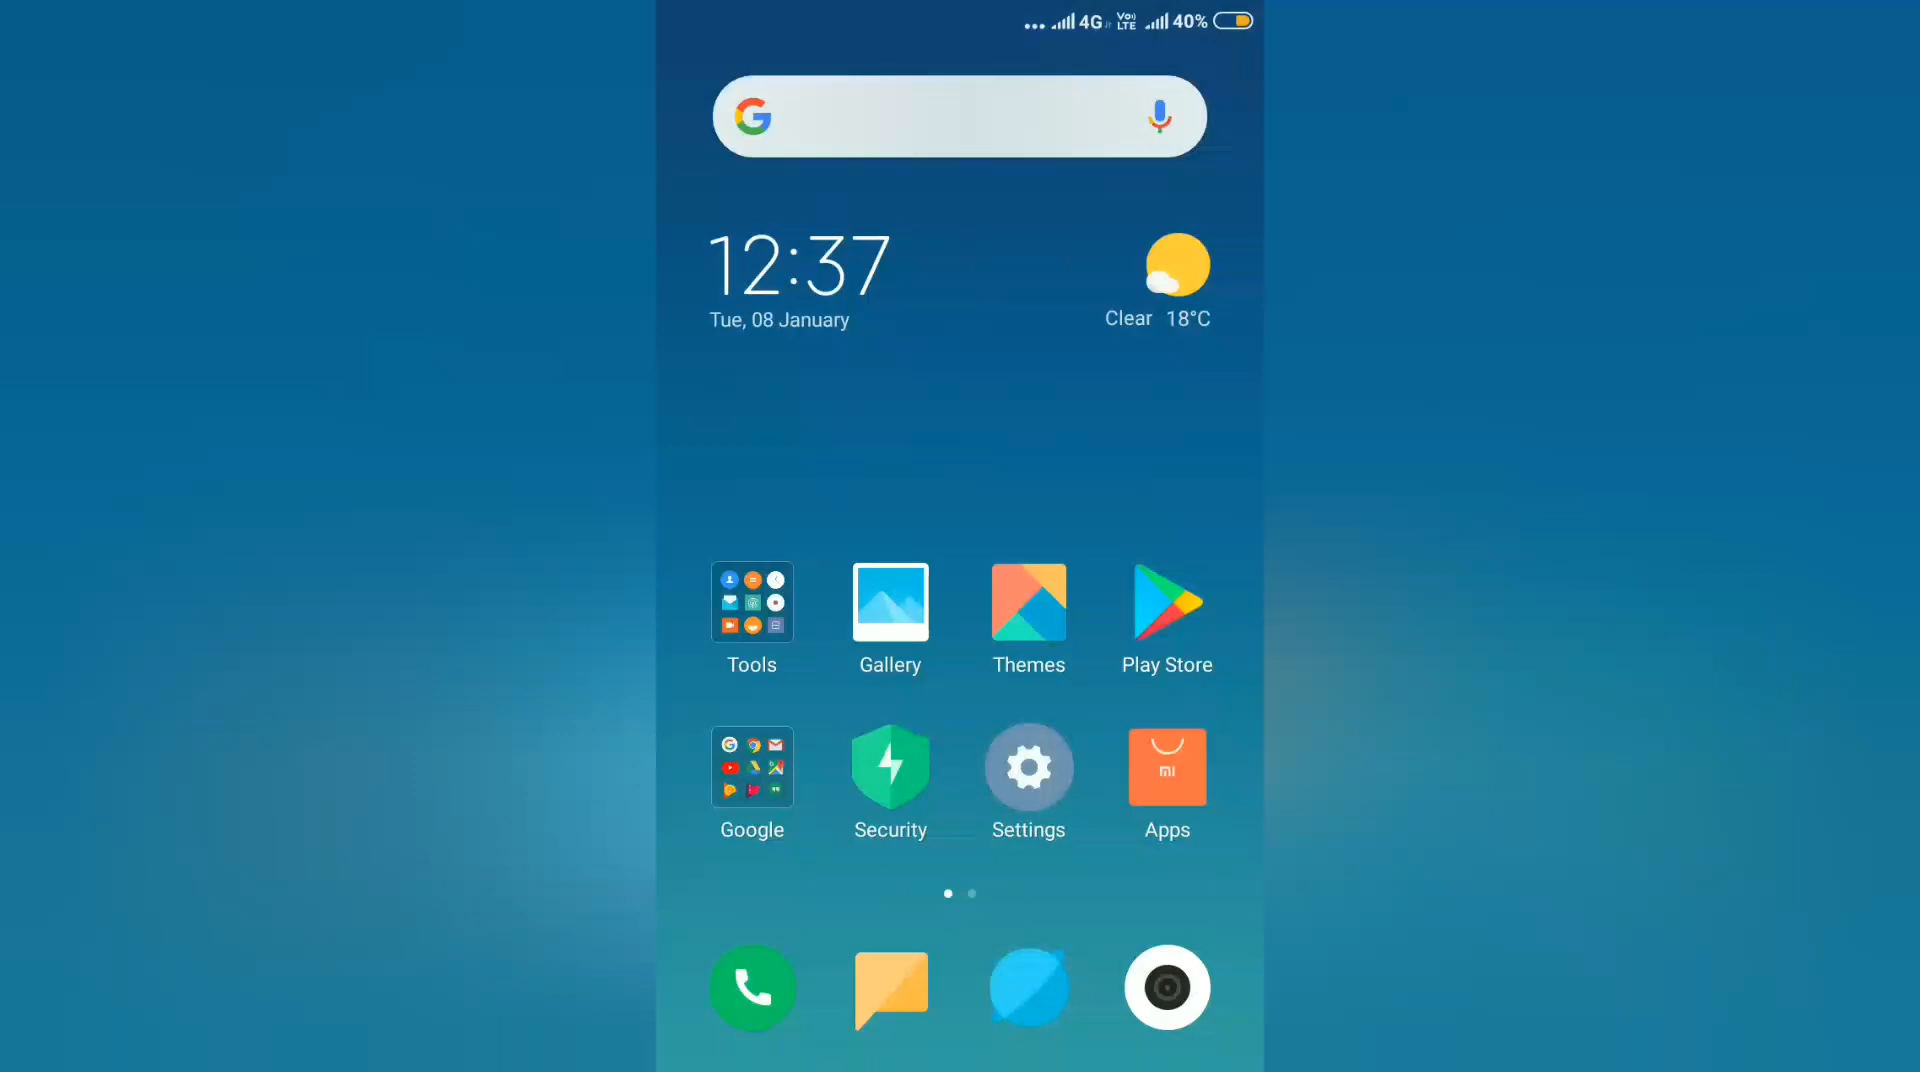 4G VoLTE 40%
12:37
Tue, 08 January
Clear 18°C
Tools Gallery Themes Play Store
mi
Google Security Settings Apps